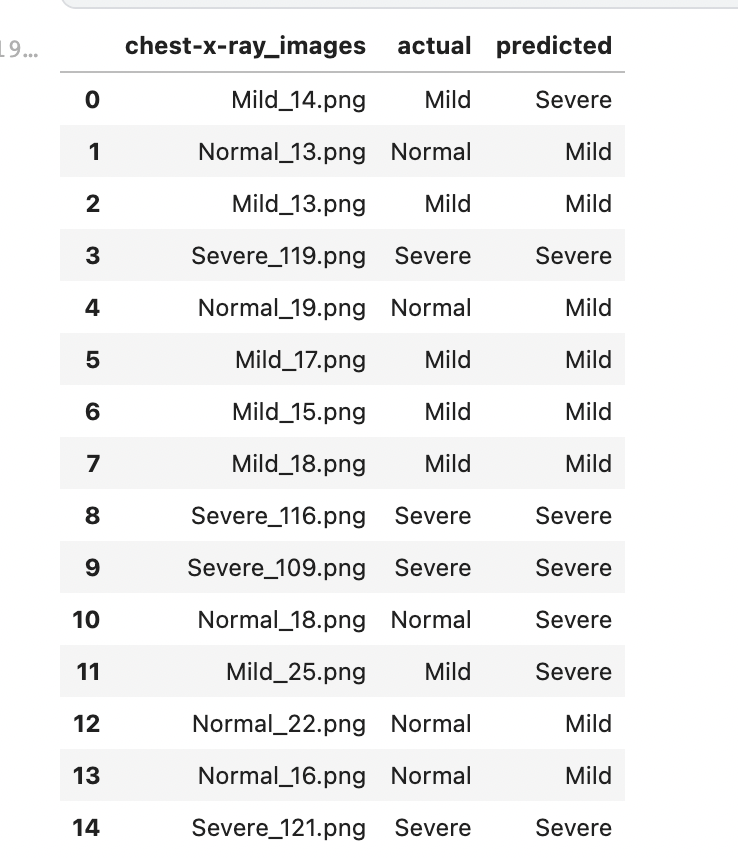 19…
chest-x-ray_images actual predicted
0 Mild_14.png Mild Severe
1 Normal_13.png Normal Mild
2 Mild_13.png Mild Mild
3 Severe_119.png Severe Severe
4 Normal_19.png Normal Mild
5 Mild_17.png Mild Mild
6 Mild_15.png Mild Mild
7 Mild_18.png Mild Mild
8 Severe_116.png Severe Severe
9 Severe_109.png Severe Severe
10 Normal_18.png Normal Severe
11 Mild_25.png Mild Severe
12 Normal_22.png Normal Mild
13 Normal_16.png Normal Mild
14 Severe_121.png Severe Severe